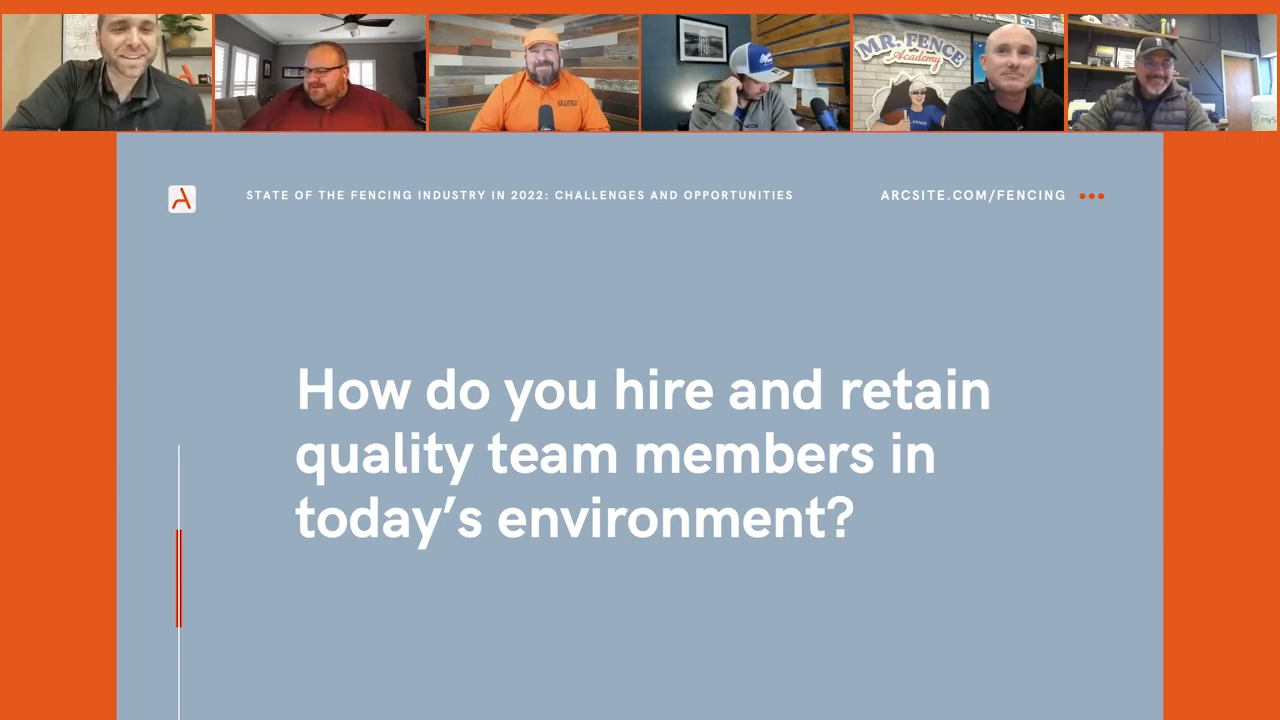 MR. FENCE
Academy
FENCE
STATE OF THE FENCING INDUSTRY IN 2022: CHALLENGES AND OPPORTUNITIES
ARCSITE.COM/FENCING
How do you hire and retain
quality team members in
today’s environment?